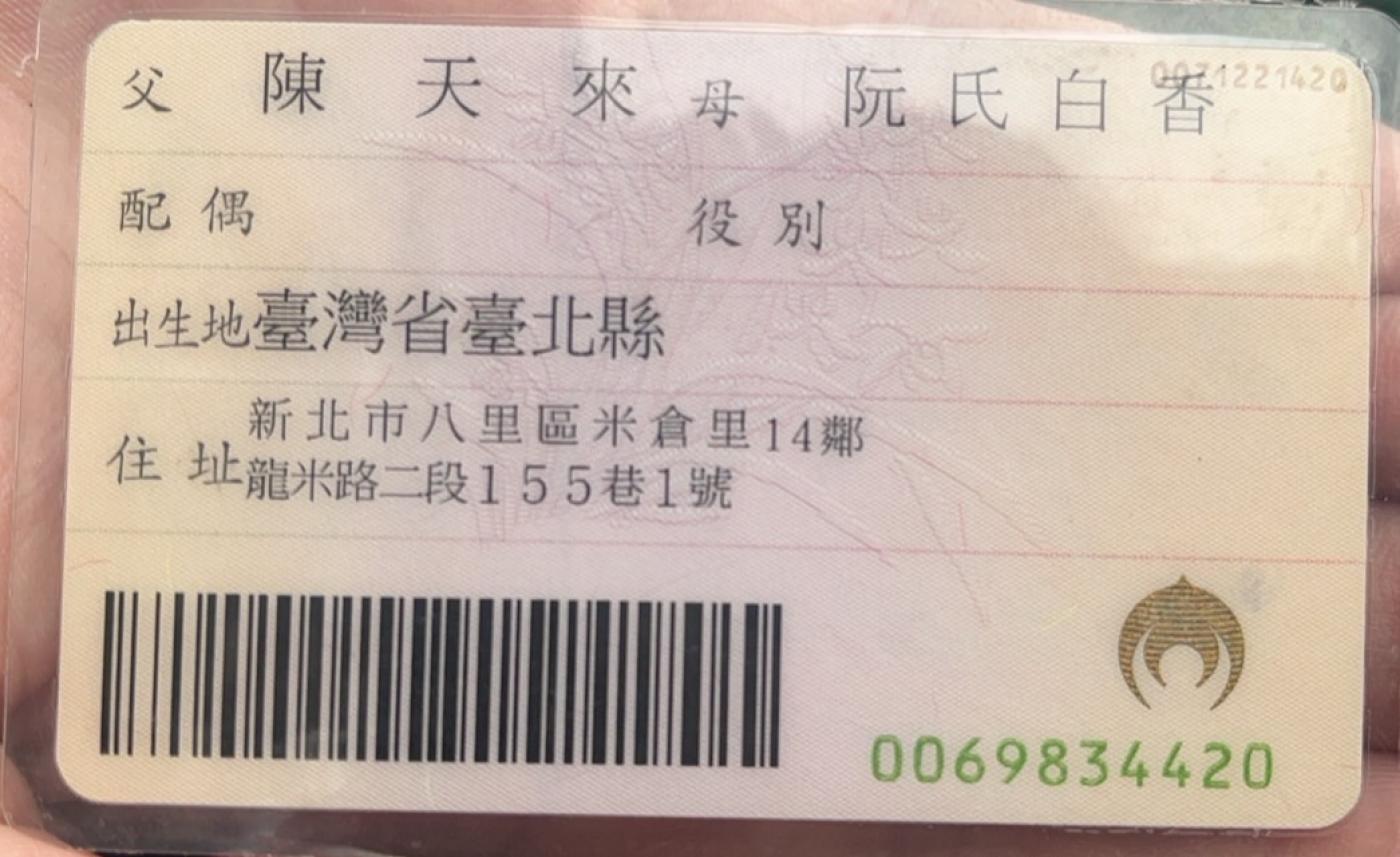 父 陳天來 母 阮氏白香 0071221420
配偶 役別
出生地 臺灣省臺北縣
住址 新北市八里區米倉里14鄰
龍米路二段155巷1號
0069834420